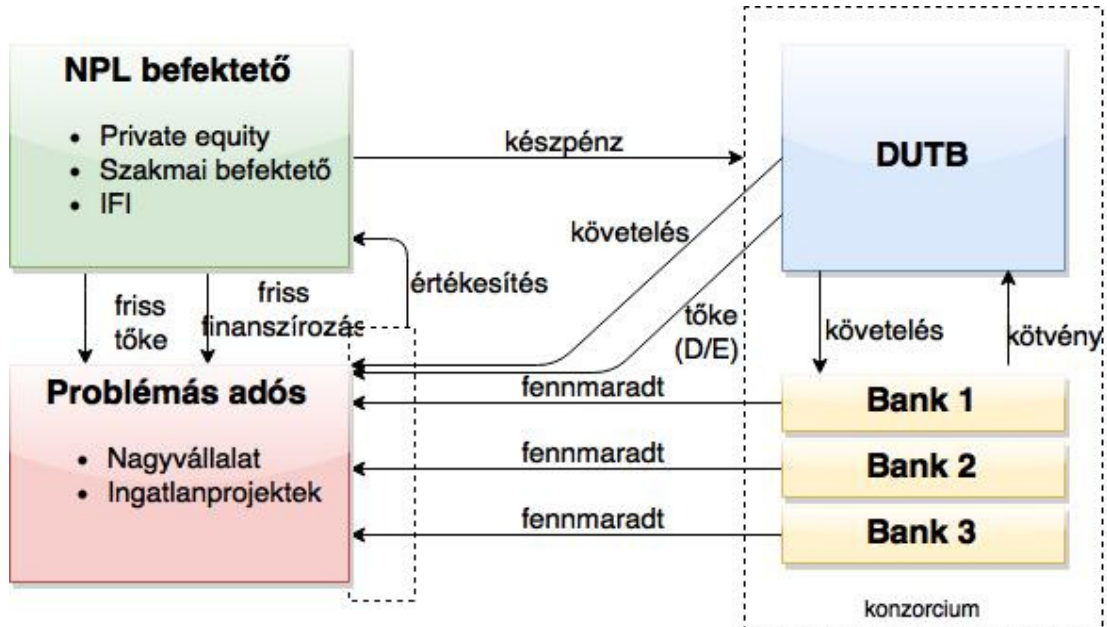 NPL befektető
• Private equity
• Szakmai befektető
• IFI
készpénz
DUTB
követelés
értékesítés
friss
tőke
friss
finanszírozás
tőke
(D/E)
követelés
kötvény
Problémás adós
• Nagyvállalat
• Ingatlanprojektek
fennmaradt
Bank 1
fennmaradt
Bank 2
fennmaradt
Bank 3
konzorcium